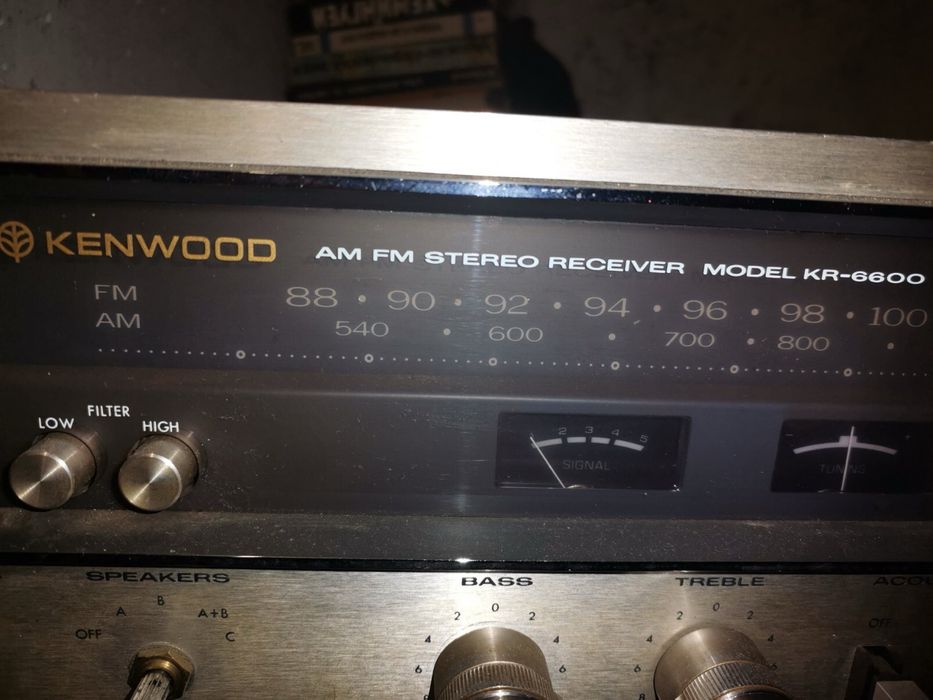 KENWOOD AM FM STEREO RECEIVER MODEL KR-6600
FM 88 90 92 94 96 98 100
AM 540 600 700 800
FILTER
LOW HIGH
2 3 4 5
SIGNAL
TUNING
SPEAKERS BASS TREBLE
OFF A B A+B C
2 0 2
4 4
6 6
8
2 0 2
4 4
6 6
8
OFF